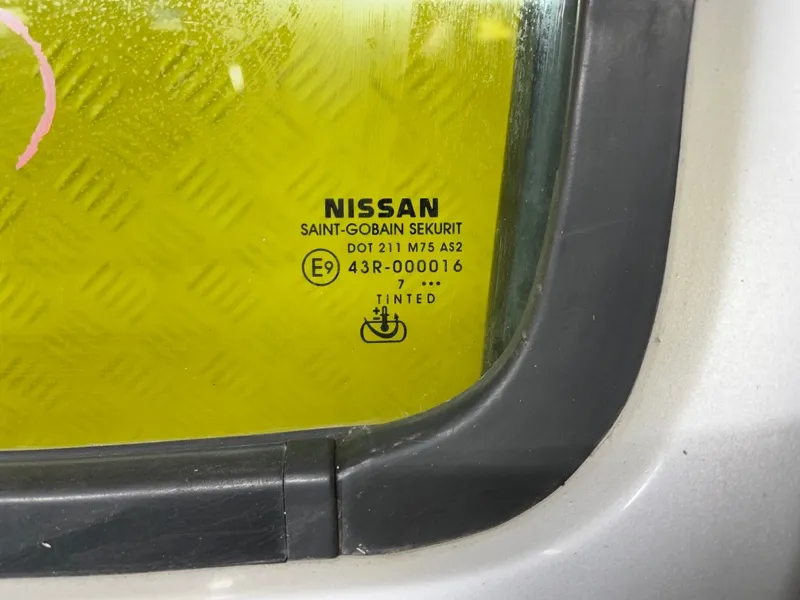 NISSAN
SAINT-GOBAIN SEKURIT
DOT 211 M75 AS2
E9 43R-000016
7 •••
TINTED